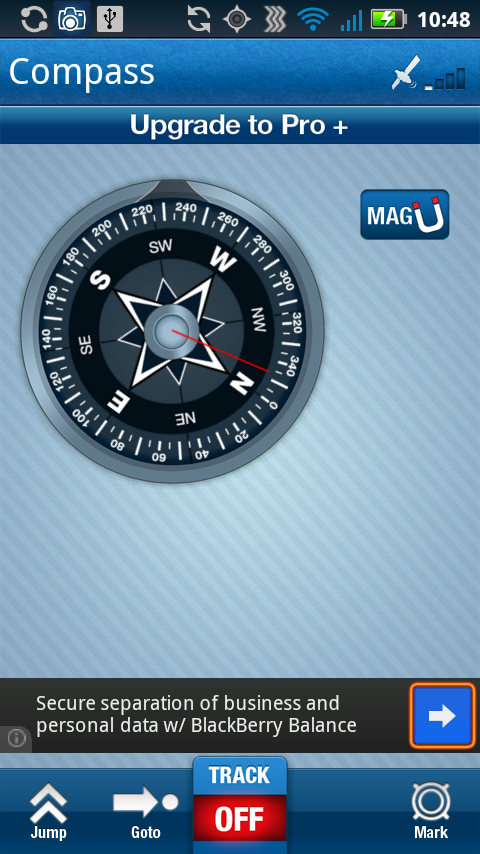 10:48
Compass
Upgrade to Pro +
MAG
220 240 260 280 300 320 340 0 20 40 60 80 100 120 140 160 180 200
SW W NW N NE E SE S
Secure separation of business and
personal data w/ BlackBerry Balance
TRACK
OFF
Jump Goto Mark